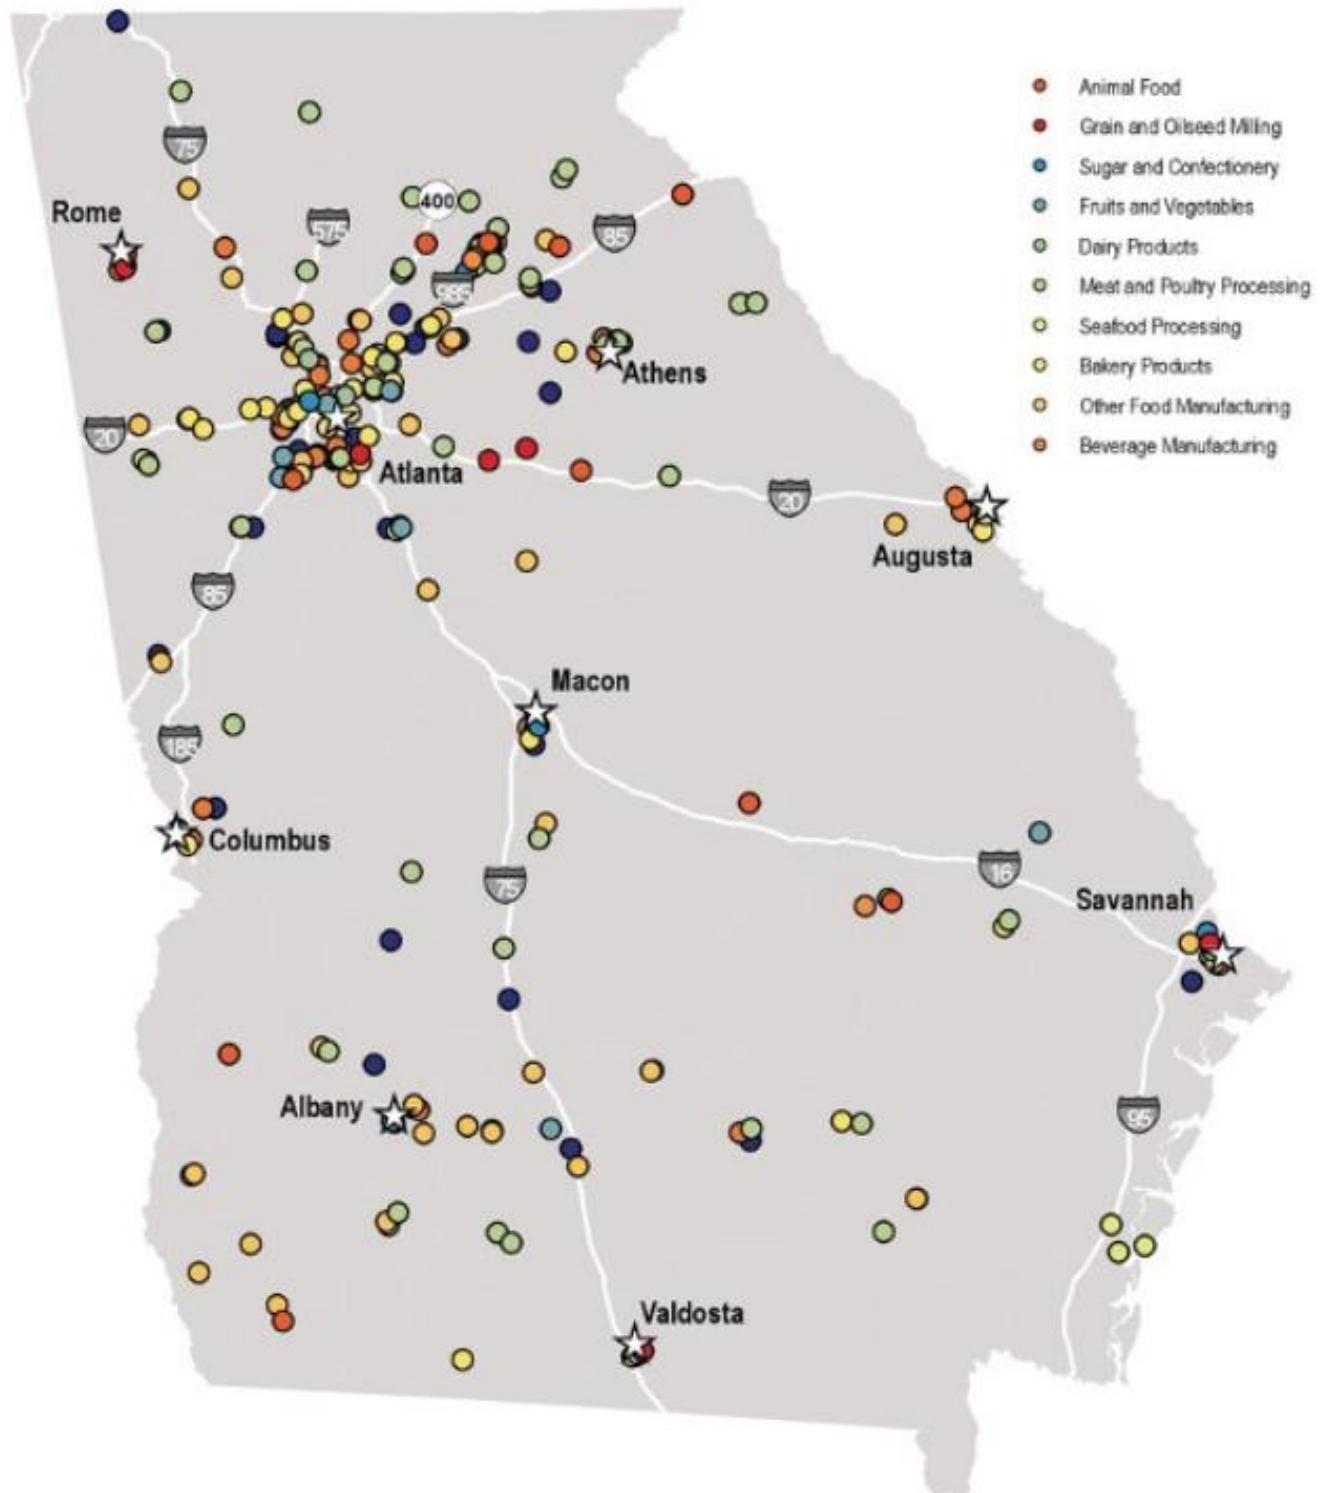 Animal Food
Grain and Oilseed Milling
Sugar and Confectionery
Fruits and Vegetables
Dairy Products
Meat and Poultry Processing
Seafood Processing
Bakery Products
Other Food Manufacturing
Beverage Manufacturing
75
Rome
400
575
85
985
Athens
20
Atlanta
20
Augusta
85
Macon
185
Columbus
75
16
Savannah
Albany
95
Valdosta